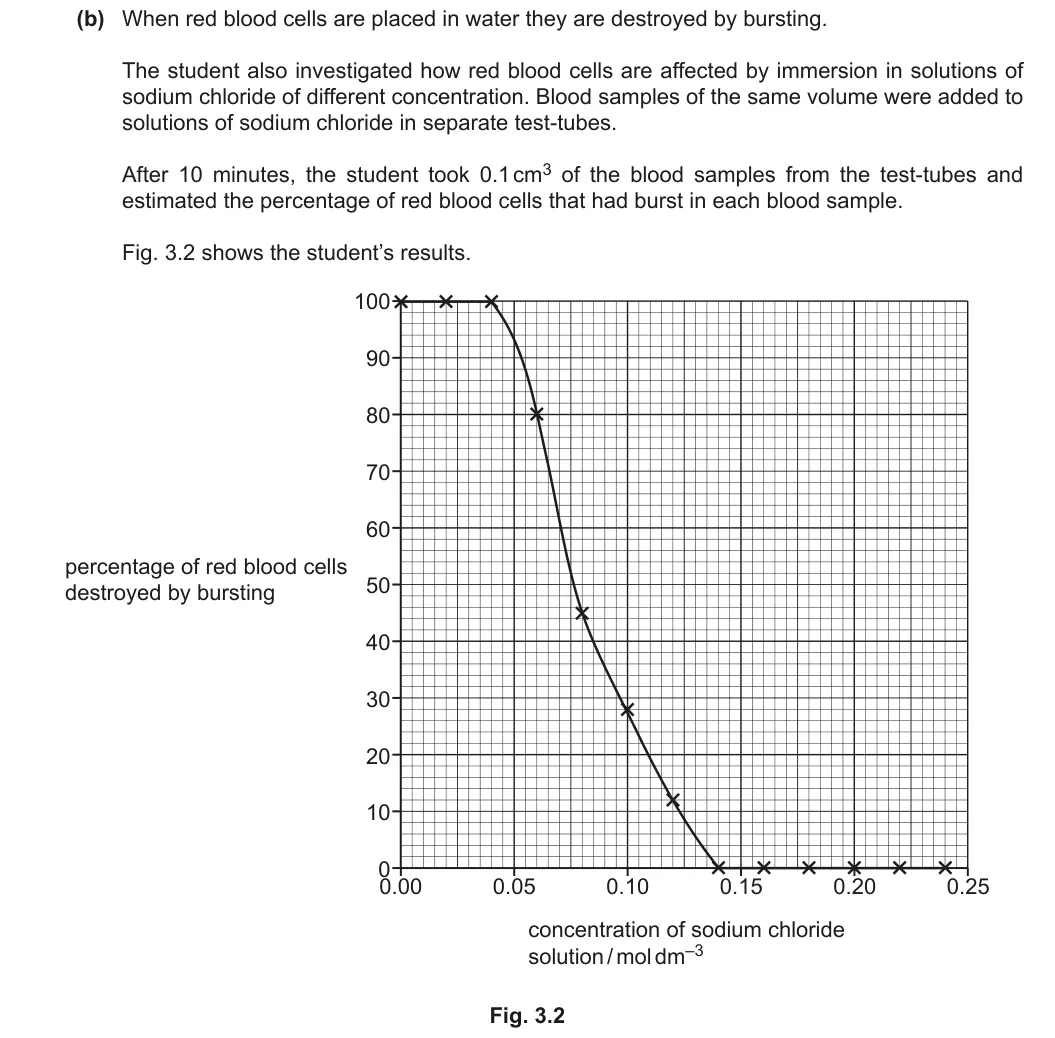 (b) When red blood cells are placed in water they are destroyed by bursting.
The student also investigated how red blood cells are affected by immersion in solutions of
sodium chloride of different concentration. Blood samples of the same volume were added to
solutions of sodium chloride in separate test-tubes.
After 10 minutes, the student took 0.1 cm³ of the blood samples from the test-tubes and
estimated the percentage of red blood cells that had burst in each blood sample.
Fig. 3.2 shows the student’s results.
100
90
80
70
60
percentage of red blood cells
destroyed by bursting
50
40
30
20
10
0
0.00 0.05 0.10 0.15 0.20 0.25
concentration of sodium chloride
solution / mol dm⁻³
Fig. 3.2